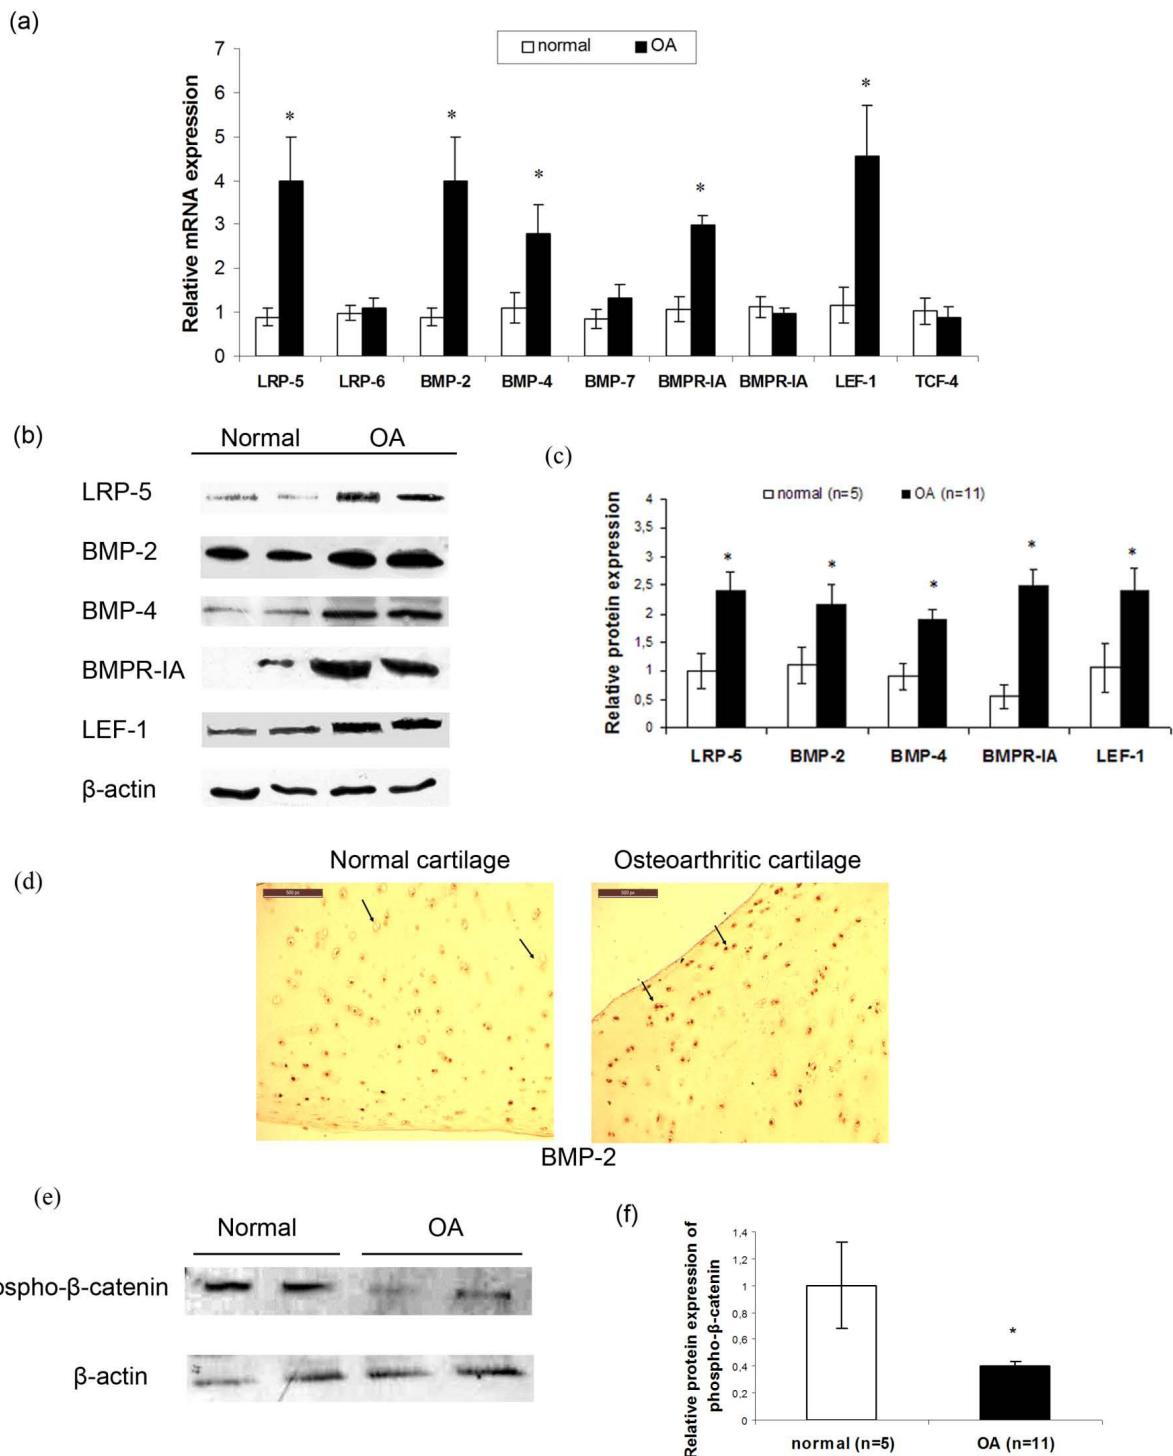 (a)
normal OA
Relative mRNA expression
7
6
5
4
3
2
1
0
* * * * *
LRP-5 LRP-6 BMP-2 BMP-4 BMP-7 BMPR-IA BMPR-IA LEF-1 TCF-4
(b)
Normal OA
LRP-5
BMP-2
BMP-4
BMPR-IA
LEF-1
β-actin
(c)
normal (n=5) OA (n=11)
Relative protein expression
4
3,5
3
2,5
2
1,5
1
0,5
0
* * * * *
LRP-5 BMP-2 BMP-4 BMPR-IA LEF-1
(d)
Normal cartilage Osteoarthritic cartilage
500 px 500 px
BMP-2
(e)
Normal OA
ospho-β-catenin
β-actin
(f)
Relative protein expression of
phospho-β-catenin
1,4
1,2
1
0,8
0,6
0,4
0,2
0
*
normal (n=5) OA (n=11)